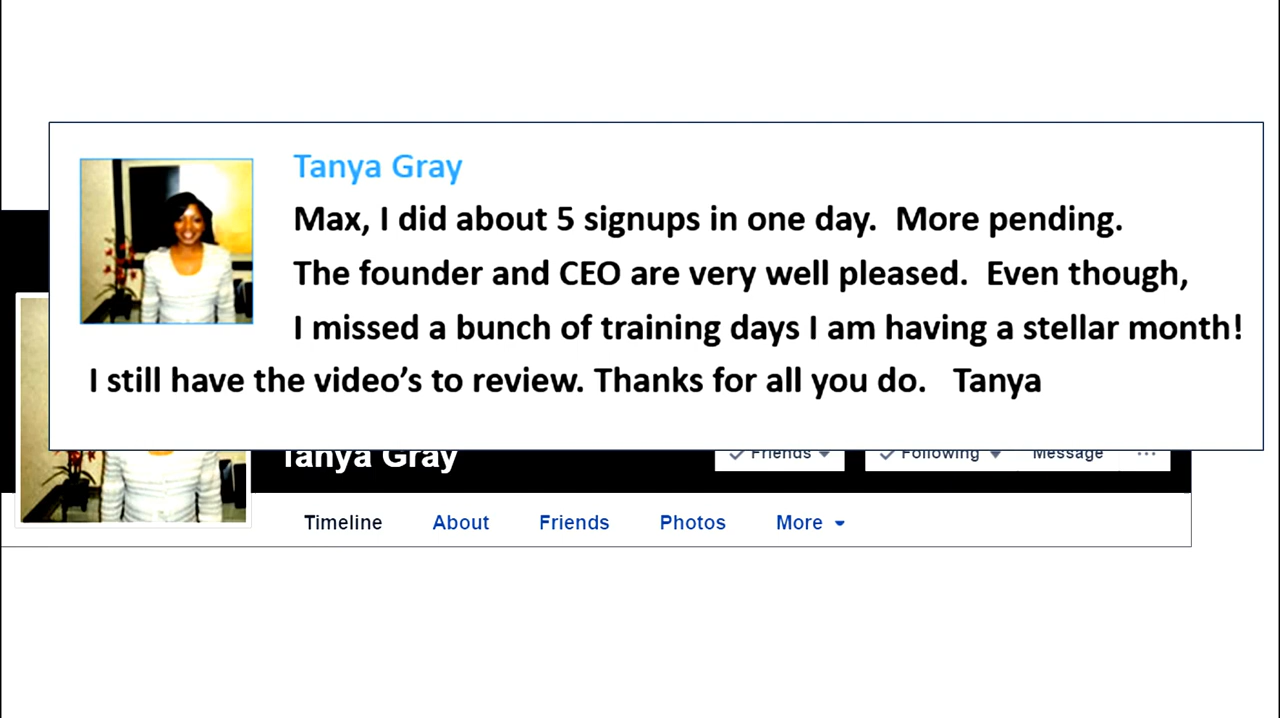 Tanya Gray
Max, I did about 5 signups in one day.  More pending.
The founder and CEO are very well pleased.  Even though,
I missed a bunch of training days I am having a stellar month!
I still have the video's to review. Thanks for all you do.   Tanya
Tanya Gray
Friends Following Message ...
Timeline About Friends Photos More